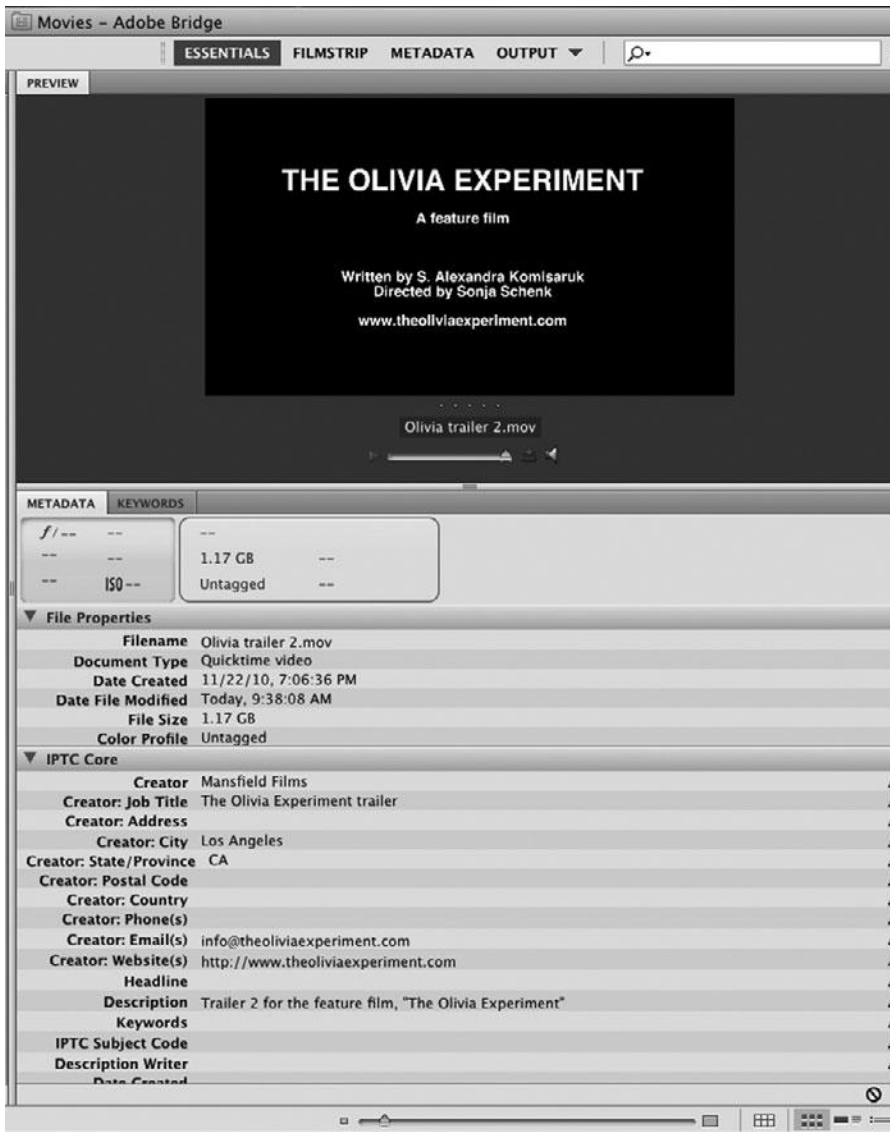 Movies – Adobe Bridge
ESSENTIALS FILMSTRIP METADATA OUTPUT
PREVIEW
THE OLIVIA EXPERIMENT
A feature film
Written by S. Alexandra Komisaruk
Directed by Sonja Schenk
www.theoliviaexperiment.com
Olivia trailer 2.mov
METADATA KEYWORDS
f/-- -- --
-- -- 1.17 GB --
-- ISO -- Untagged --
File Properties
Filename Olivia trailer 2.mov
Document Type Quicktime video
Date Created 11/22/10, 7:06:36 PM
Date File Modified Today, 9:38:08 AM
File Size 1.17 GB
Color Profile Untagged
IPTC Core
Creator Mansfield Films
Creator: Job Title The Olivia Experiment trailer
Creator: Address
Creator: City Los Angeles
Creator: State/Province CA
Creator: Postal Code
Creator: Country
Creator: Phone(s)
Creator: Email(s) info@theoliviaexperiment.com
Creator: Website(s) http://www.theoliviaexperiment.com
Headline
Description Trailer 2 for the feature film, "The Olivia Experiment"
Keywords
IPTC Subject Code
Description Writer
Date Created